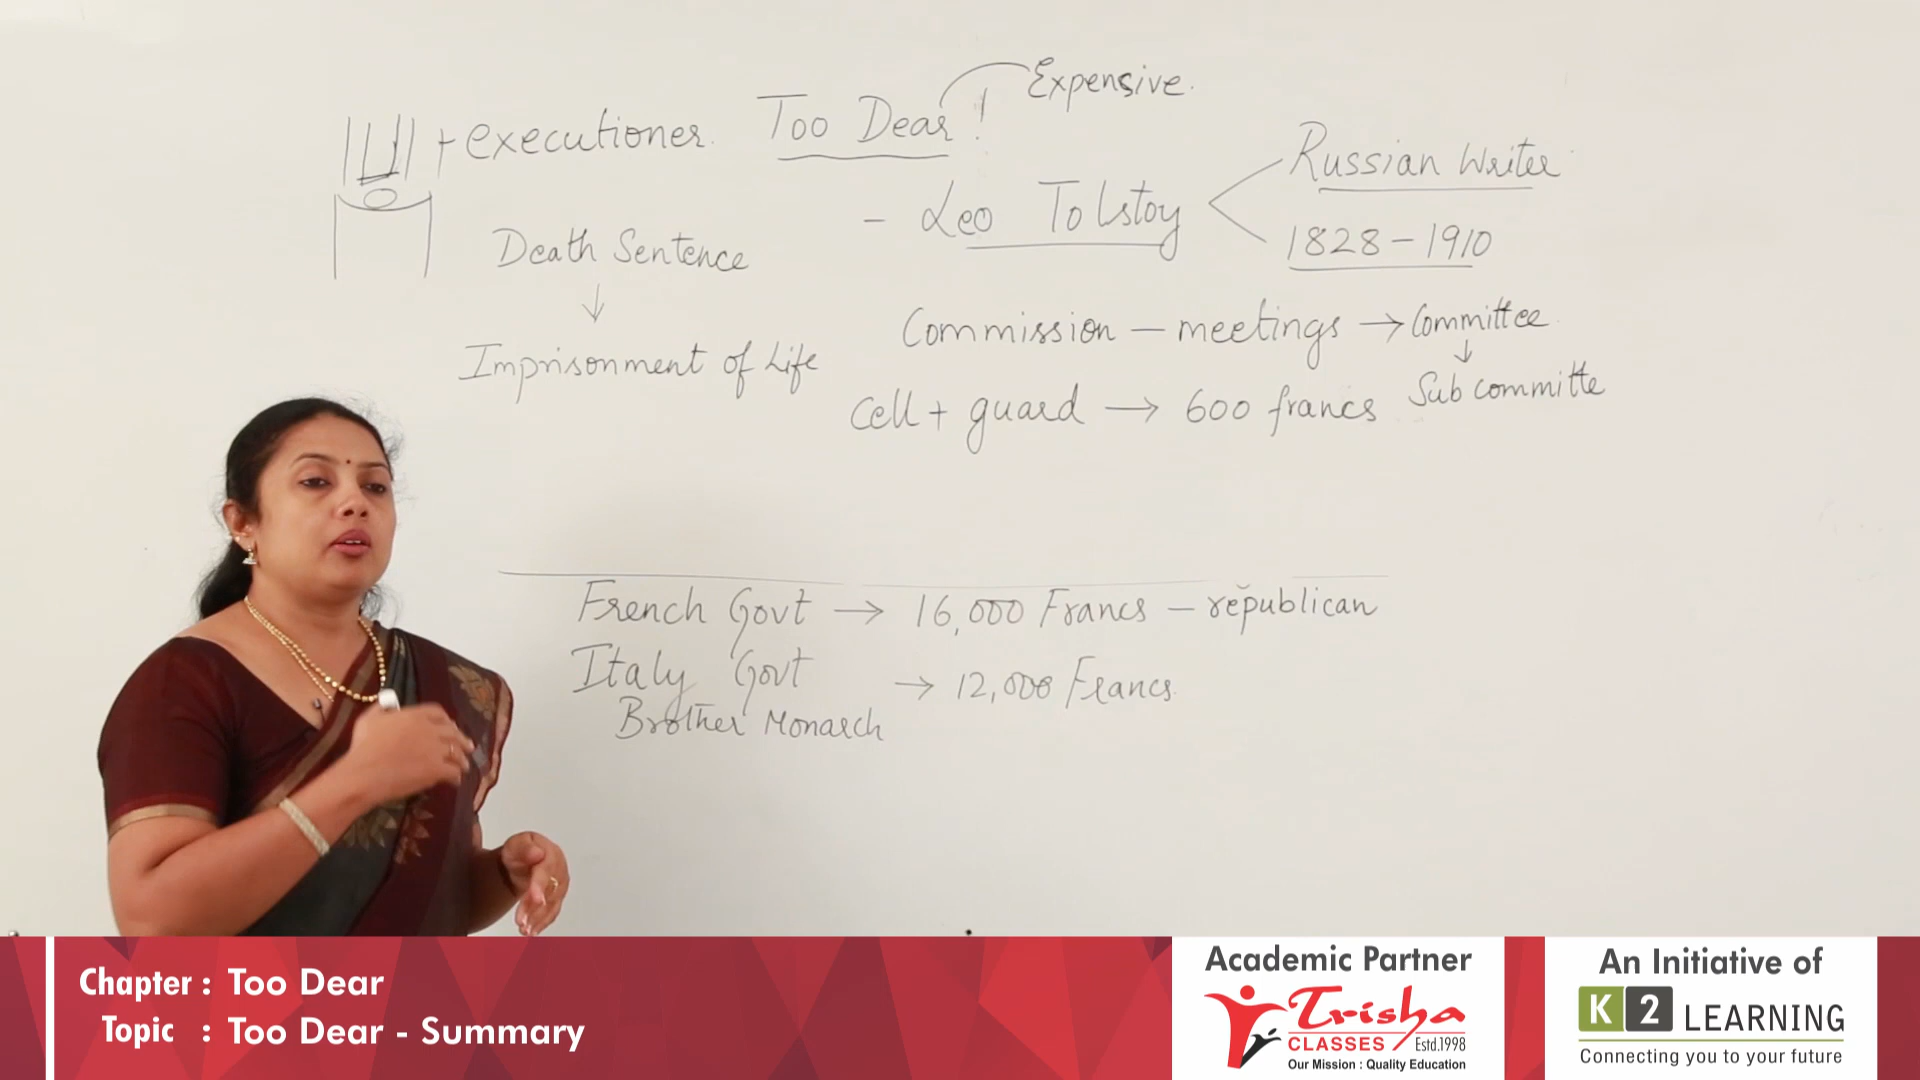 Expensive.
+ executioner. Too Dear!
Russian Writer
- Leo Tolstoy
1828-1910
Death Sentence
↓
Imprisonment of Life
Commission — meetings → Committee
↓
Sub committe
Cell + guard → 600 francs
French Govt → 16,000 Francs – republican
Italy Govt → 12,000 Francs.
Brother Monarch
Chapter : Too Dear
Topic : Too Dear - Summary
Academic Partner
Trisha
CLASSES Estd.1998
Our Mission : Quality Education
An Initiative of
K2 LEARNING
Connecting you to your future